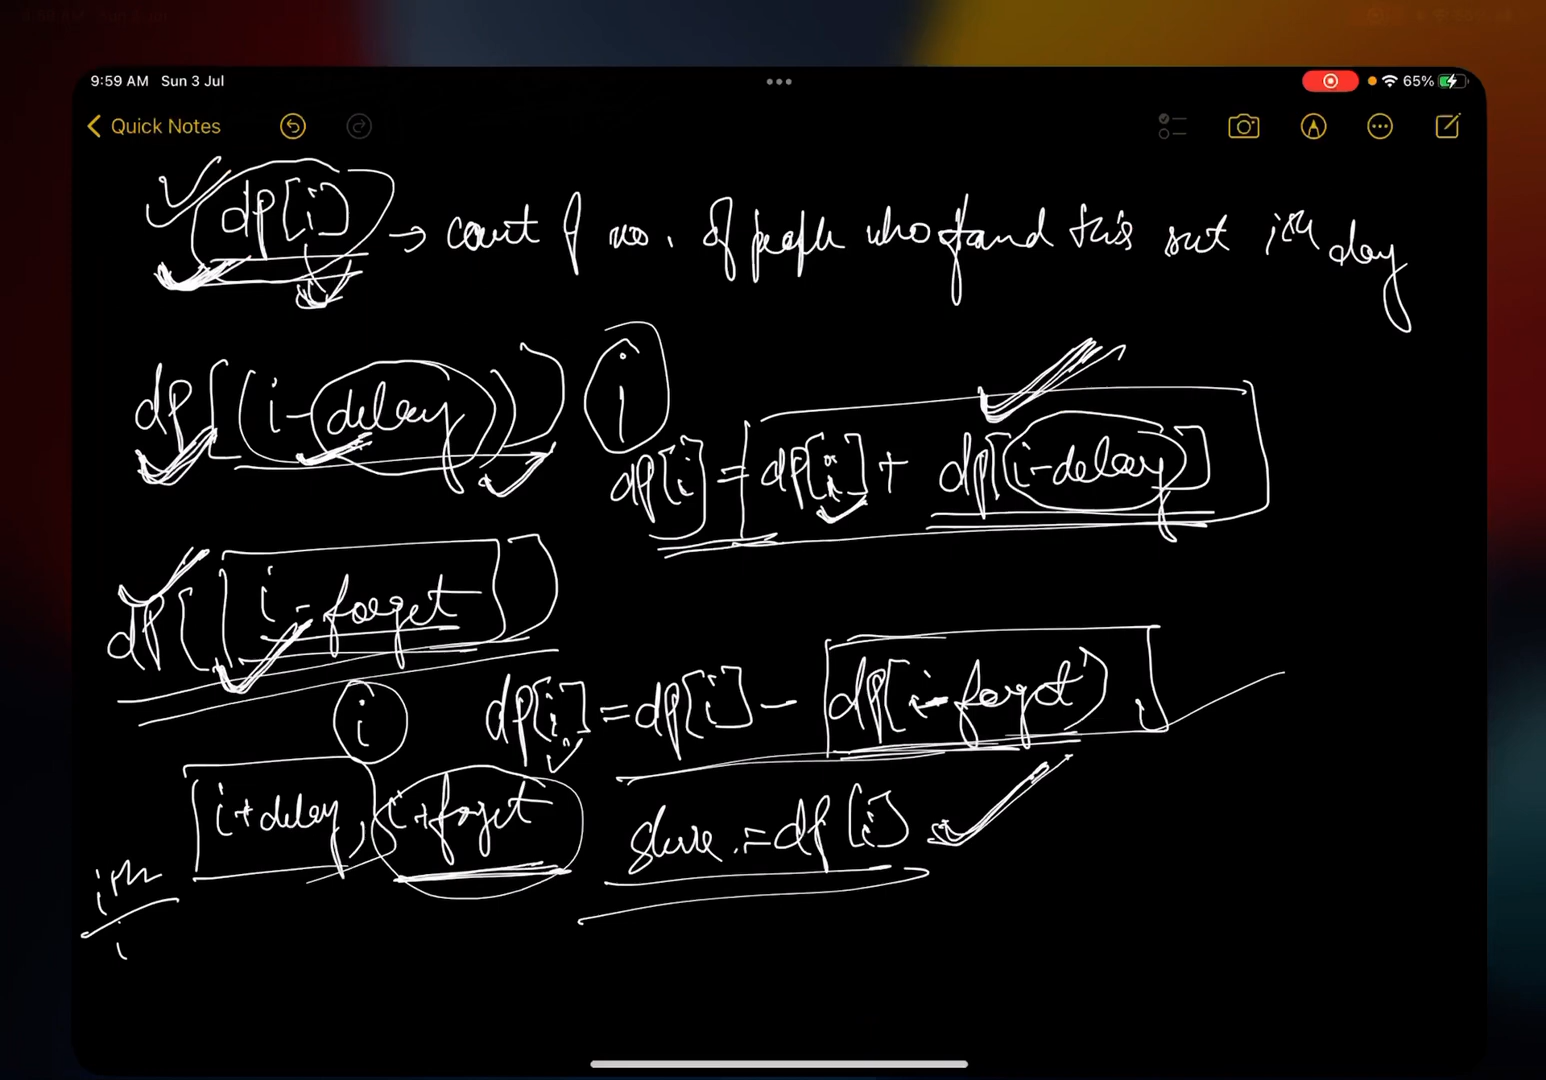 9:59 AM Sun 3 Jul
65%
Quick Notes
dp[i] → count of no. of people who found this out ith day
dp[(i-delay)] i
dp[i] = dp[i] + dp[(i-delay)]
dp[i-forget]
i dp[i] = dp[i] - dp[i-forget]
i+delay, i+forget
:= dp[i]
ith
i